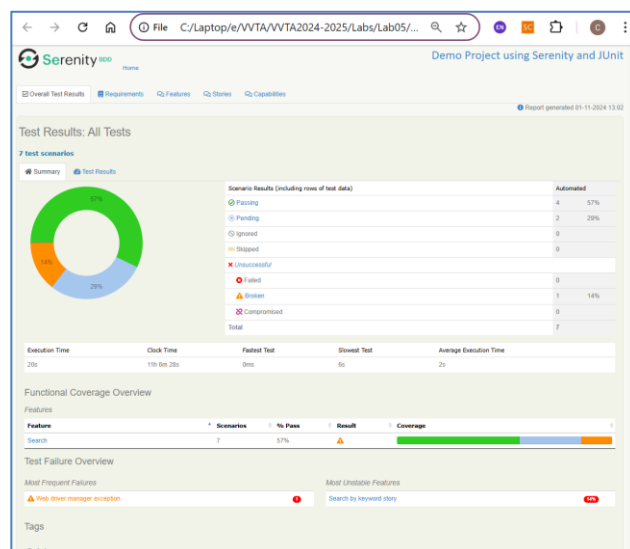 File C:/Laptop/e/VVTA/VVTA2024-2025/Labs/Lab05/...
EN SC C
Serenity BDD
Home
Demo Project using Serenity and JUnit
Overall Test Results Requirements Features Stories Capabilities
Report generated 01-11-2024 13:02
Test Results: All Tests
7 test scenarios
Summary Test Results
Scenario Results (including rows of test data) Automated
Passing 4 57%
Pending 2 29%
Ignored 0
Skipped 0
Unsuccessful
Failed 0
Broken 1 14%
Compromised 0
Total 7
57%
14%
29%
Execution Time Clock Time Fastest Test Slowest Test Average Execution Time
20s 11h 0m 28s 0ms 6s 2s
Functional Coverage Overview
Features
Feature Scenarios % Pass Result Coverage
Search 7 57%
Test Failure Overview
Most Frequent Failures Most Unstable Features
Web driver manager exception 1 Search by keyword story 14%
Tags